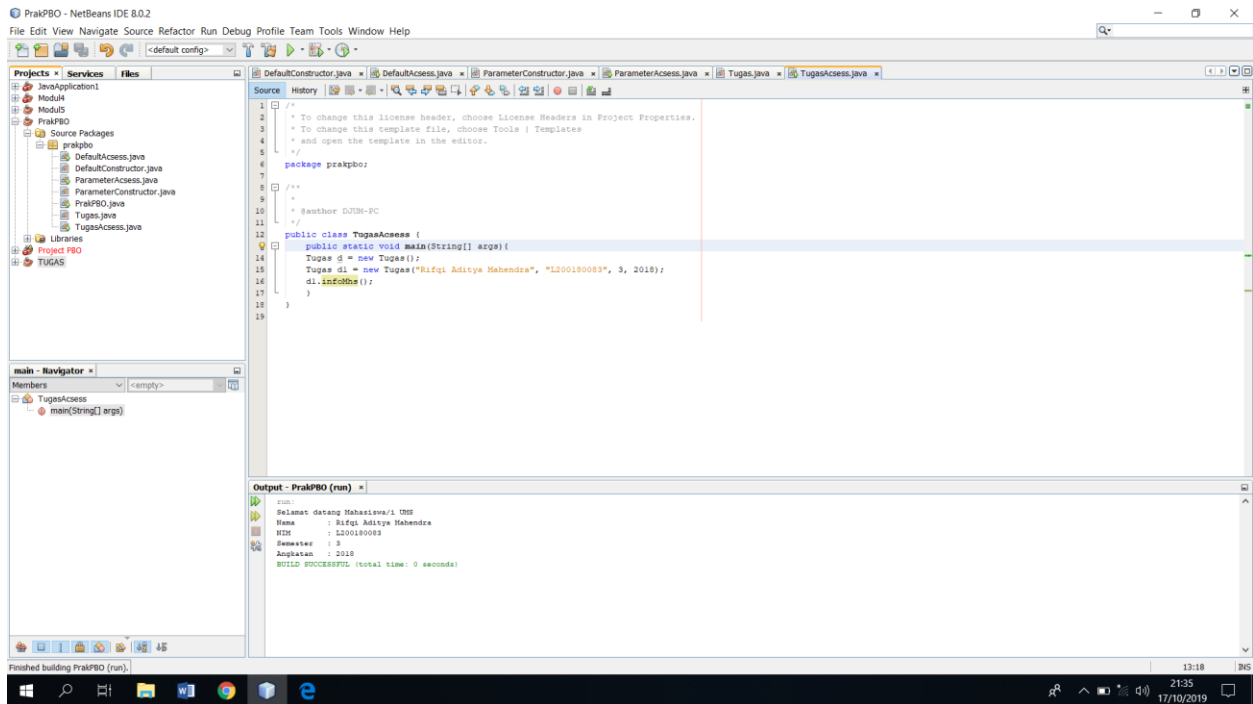 PrakPBO - NetBeans IDE 8.0.2
File Edit View Navigate Source Refactor Run Debug Profile Team Tools Window Help
<default config>
Projects Services Files
JavaApplication1
Modul4
Modul5
PrakPBO
Source Packages
prakpbo
DefaultAcsess.java
DefaultConstructor.java
ParameterAcsess.java
ParameterConstructor.java
PrakPBO.java
Tugas.java
TugasAcsess.java
Libraries
Project PBO
TUGAS
main - Navigator
Members <empty>
TugasAcsess
main(String[] args)
DefaultConstructor.java DefaultAcsess.java ParameterConstructor.java ParameterAcsess.java Tugas.java TugasAcsess.java
Source History
1 /*
2 * To change this license header, choose License Headers in Project Properties.
3 * To change this template file, choose Tools | Templates
4 * and open the template in the editor.
5 */
6 package prakpbo;
7
8 /**
9 *
10 * @author DJUM-PC
11 */
12 public class TugasAcsess {
public static void main(String[] args){
14 Tugas d = new Tugas();
15 Tugas d1 = new Tugas("Rifqi Aditya Mahendra", "L200180083", 3, 2018);
16 d1.infoMhs();
17 }
18 }
19
Output - PrakPBO (run)
run:
Selamat datang Mahasiswa/i UMS
Nama : Rifqi Aditya Mahendra
NIM : L200180083
Semester : 3
Angkatan : 2018
BUILD SUCCESSFUL (total time: 0 seconds)
Finished building PrakPBO (run).
13:18 INS
21:35
17/10/2019